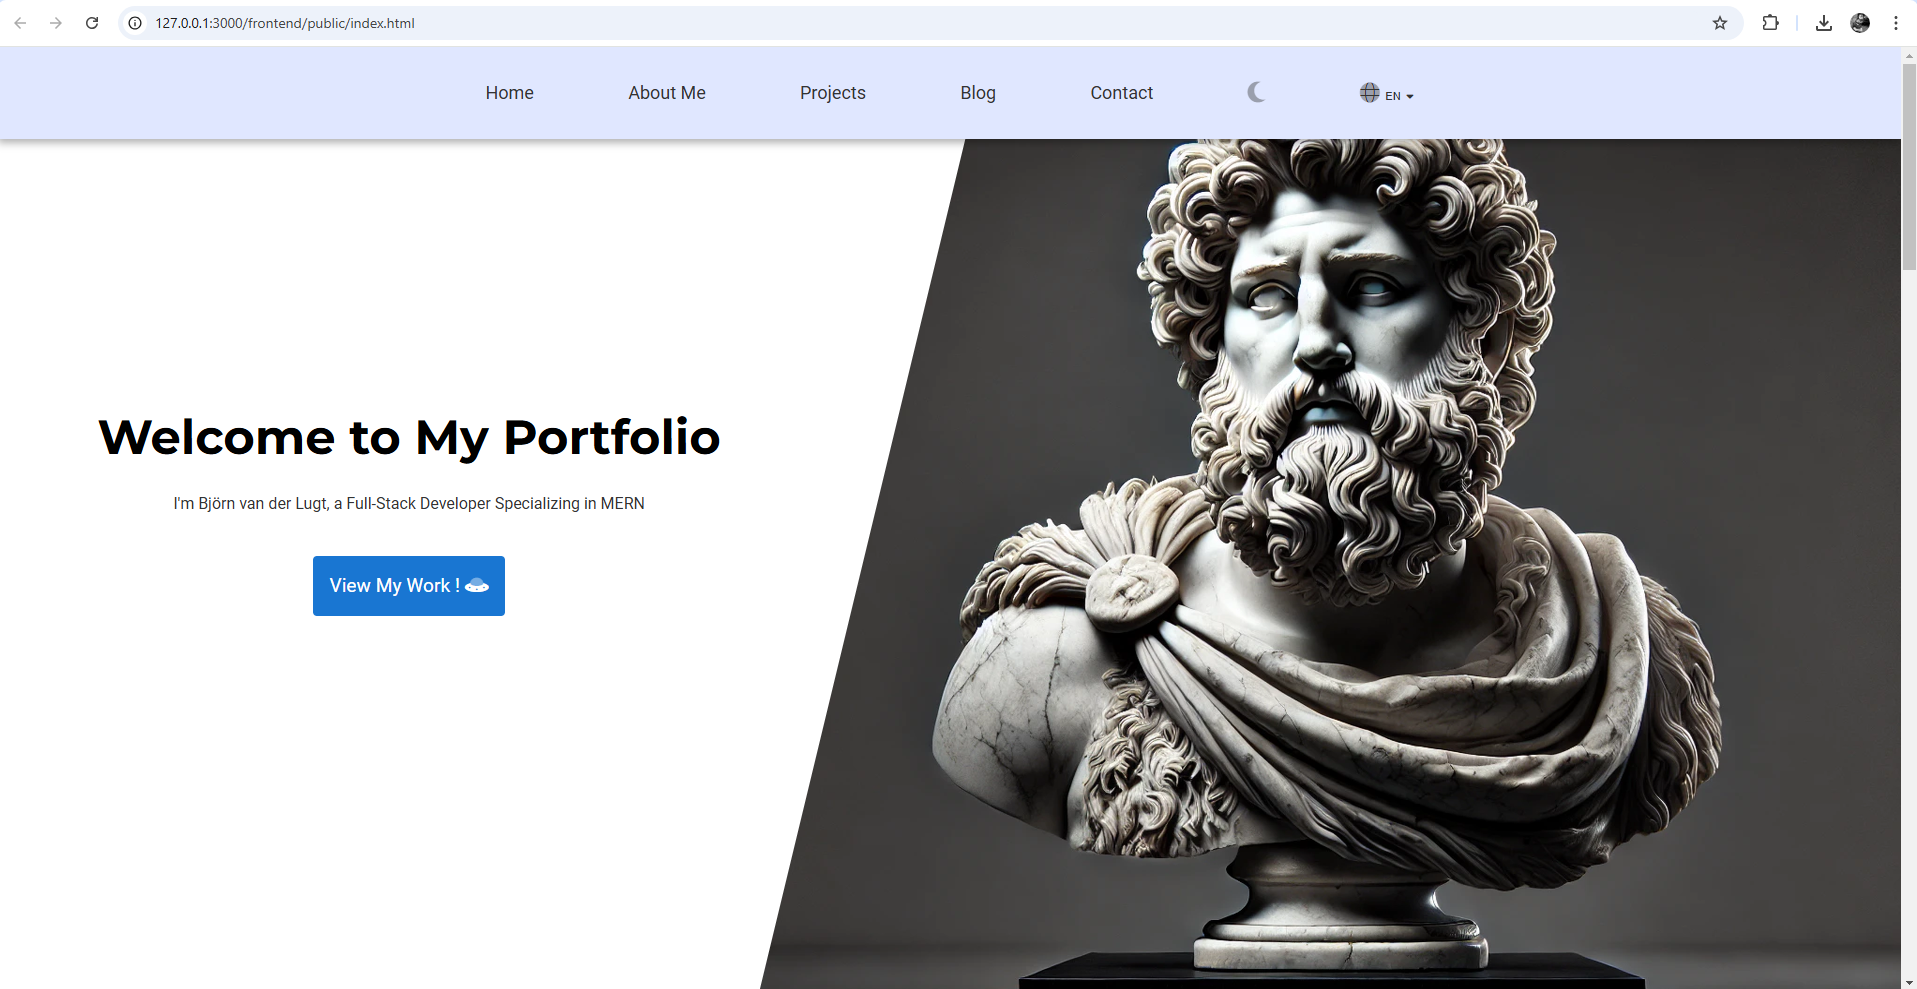 127.0.0.1:3000/frontend/public/index.html
Home About Me Projects Blog Contact EN
Welcome to My Portfolio
I'm Björn van der Lugt, a Full-Stack Developer Specializing in MERN
View My Work !